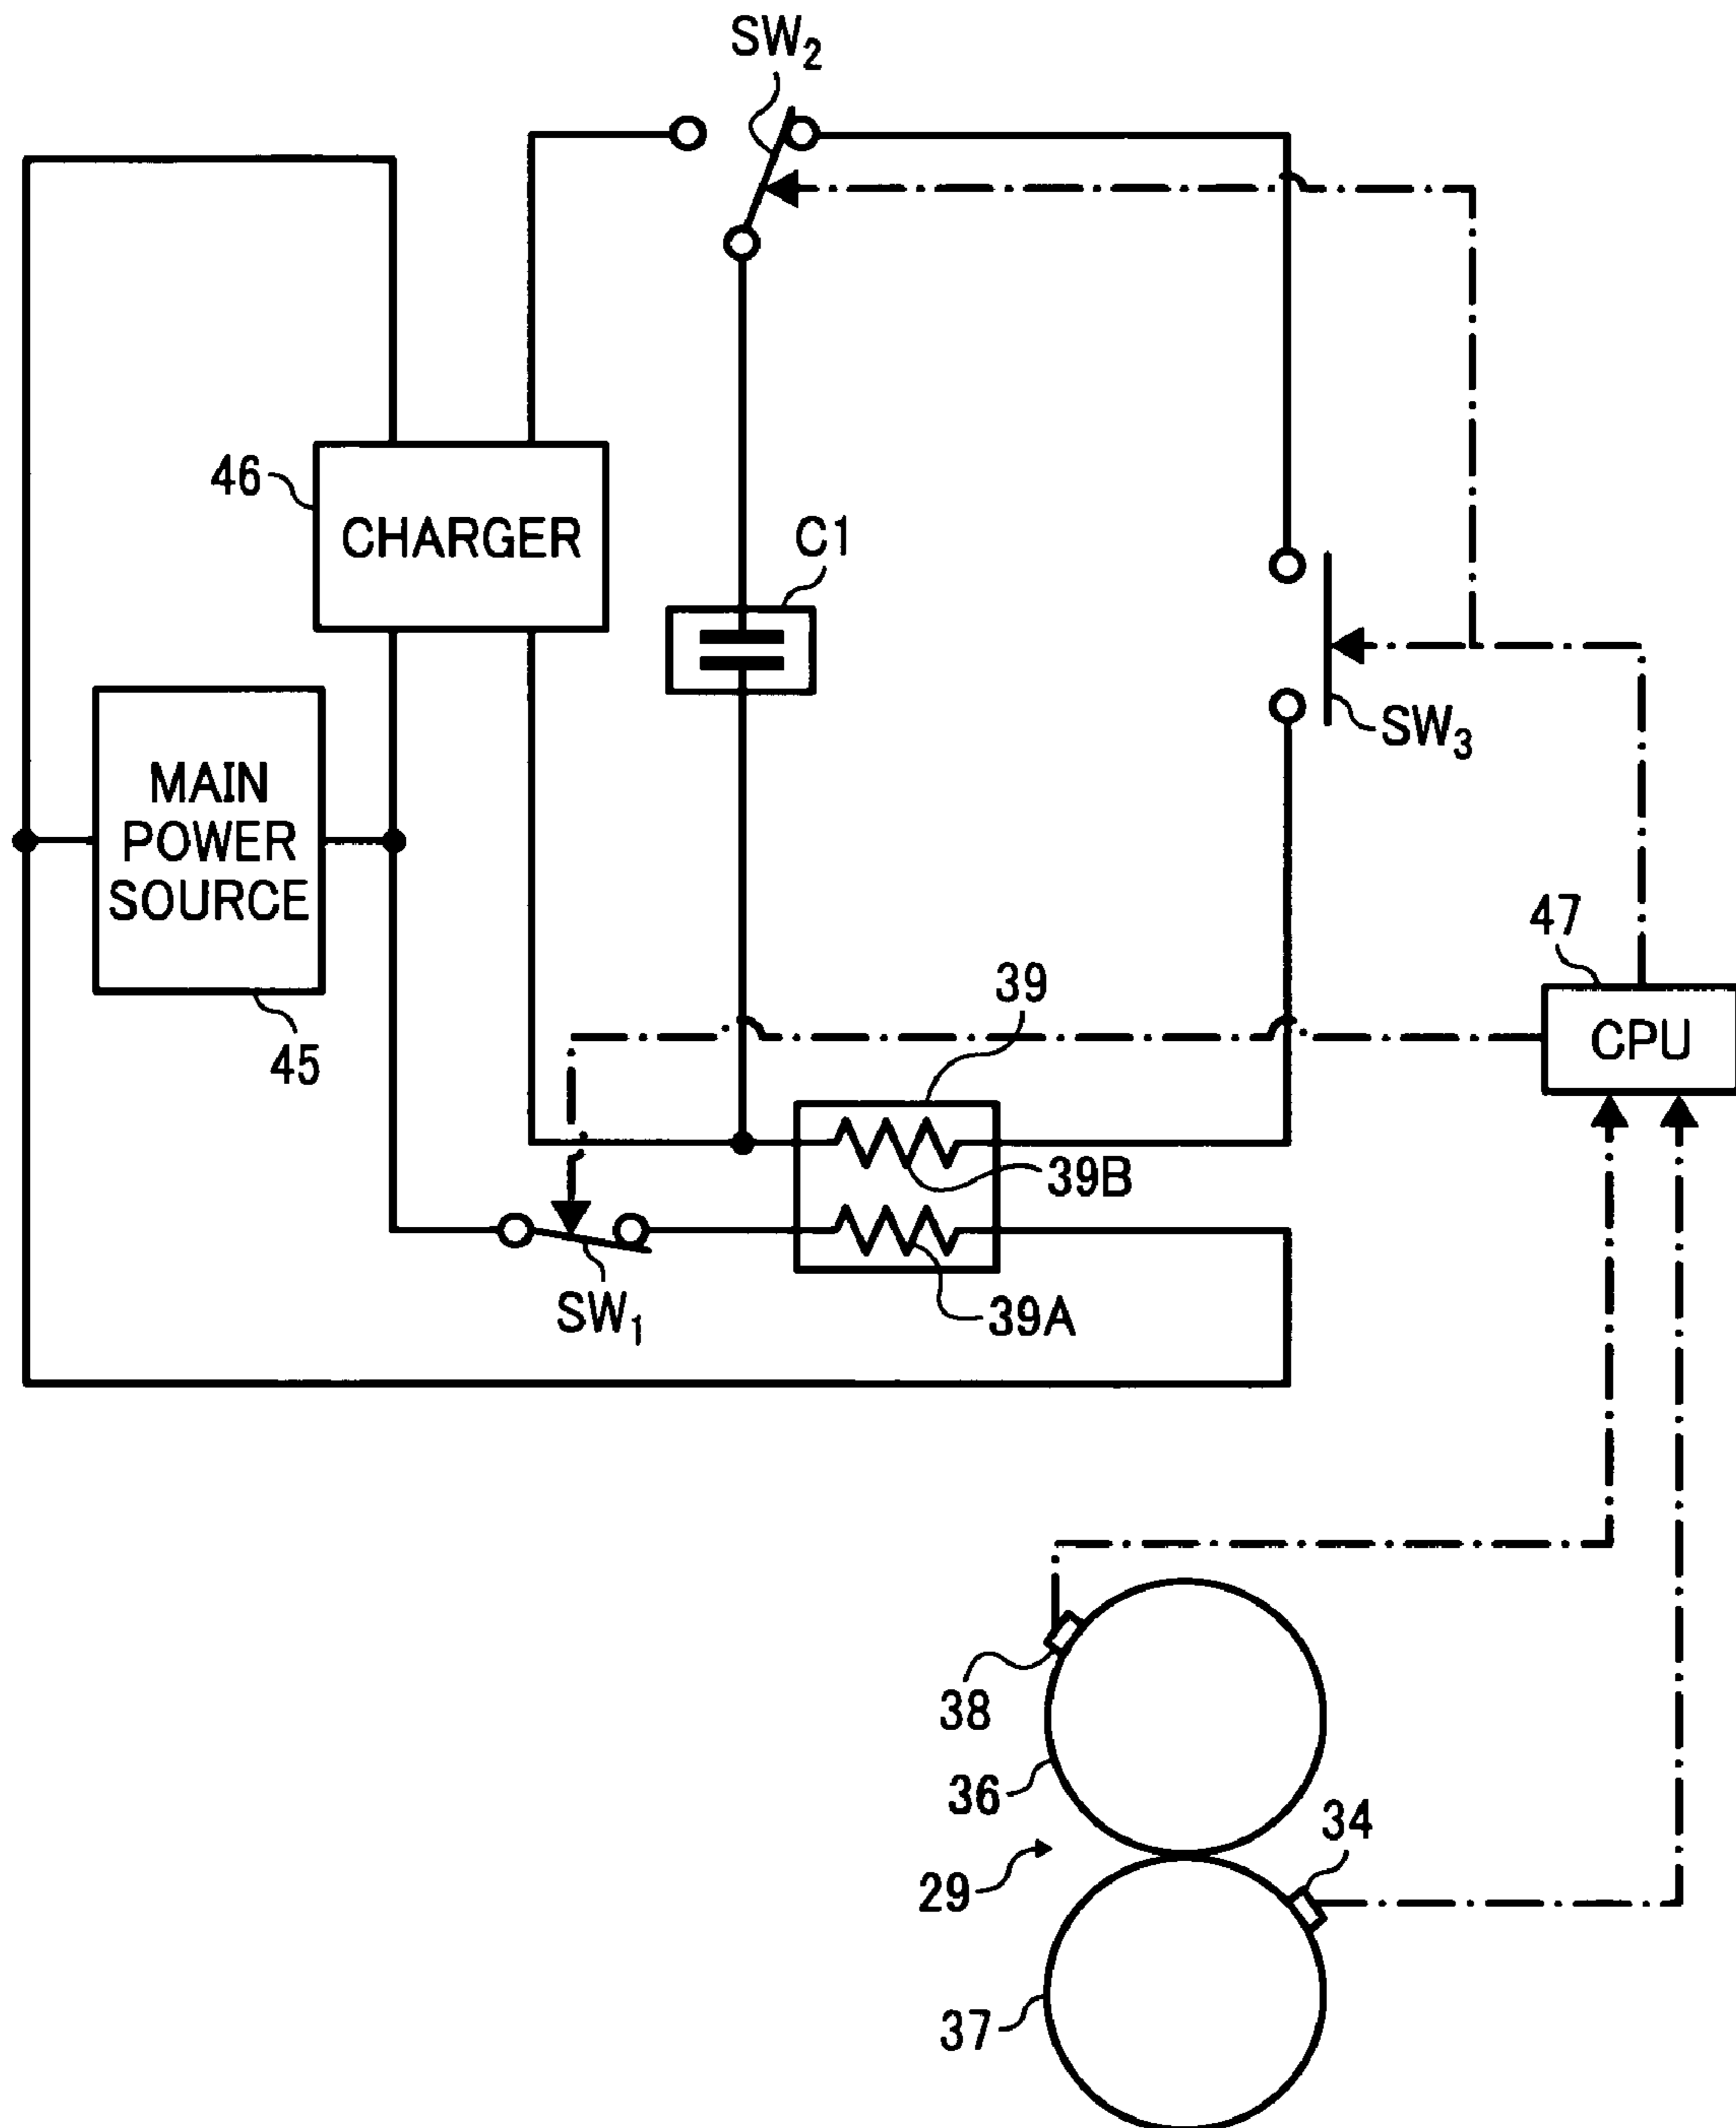 SW2
46
CHARGER
C1
SW3
MAIN
POWER
SOURCE
45
47
CPU
39
39B
39A
SW1
38
36
34
29
37